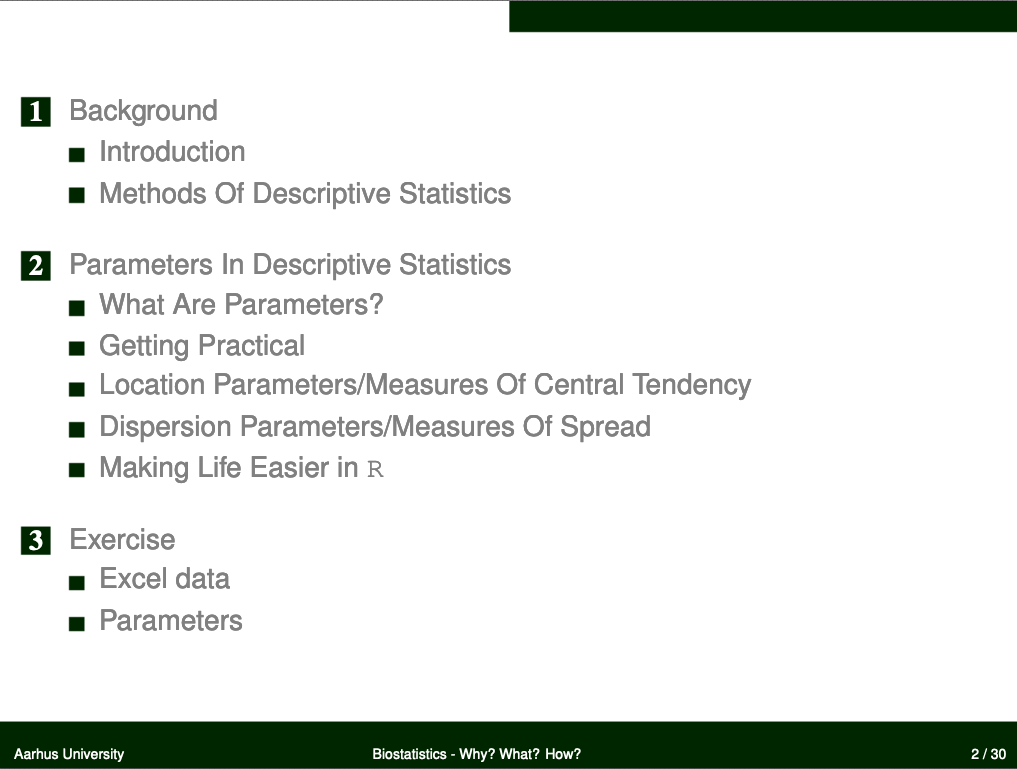 1 Background
Introduction
Methods Of Descriptive Statistics
2 Parameters In Descriptive Statistics
What Are Parameters?
Getting Practical
Location Parameters/Measures Of Central Tendency
Dispersion Parameters/Measures Of Spread
Making Life Easier in R
3 Exercise
Excel data
Parameters
Aarhus University Biostatistics - Why? What? How? 2 / 30